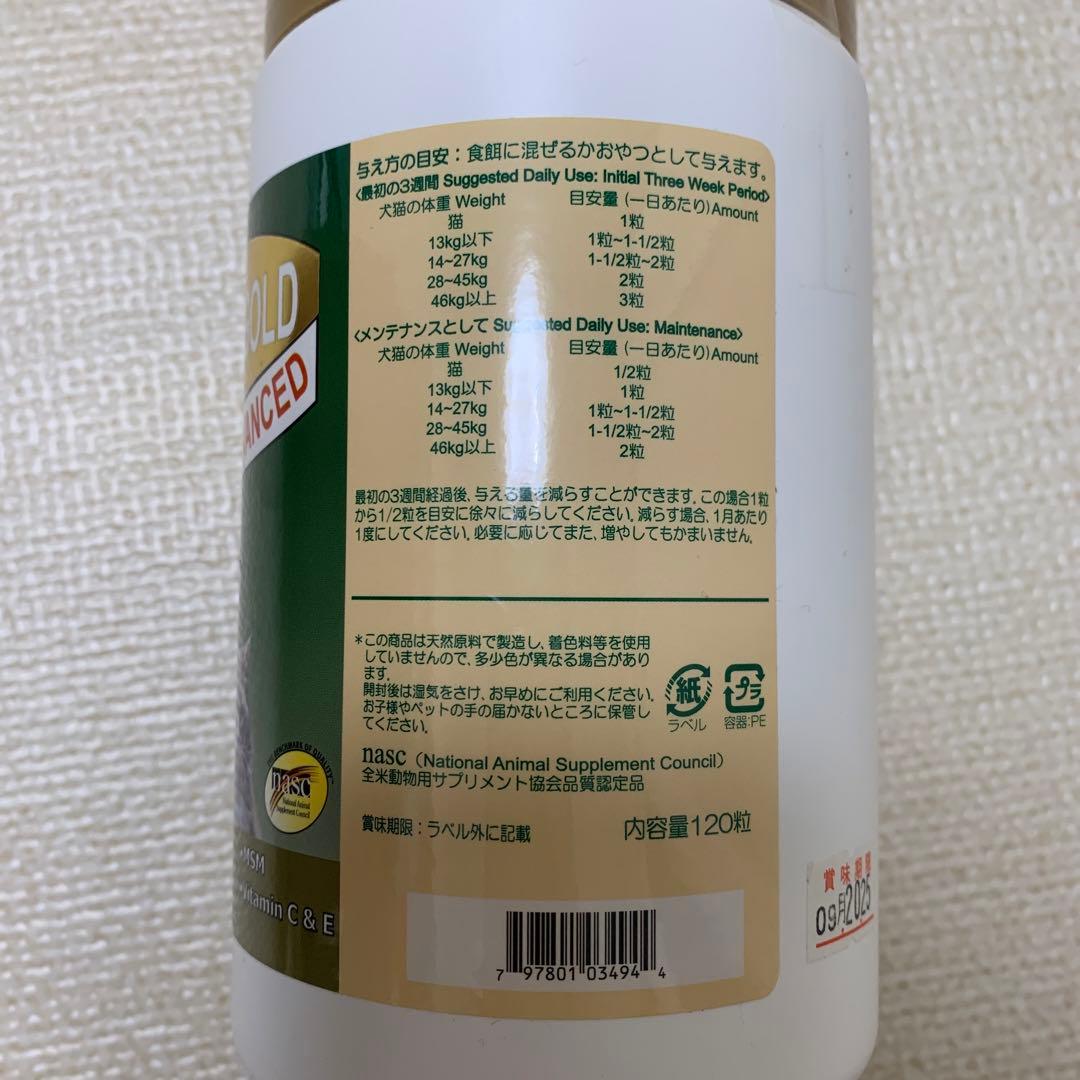 与え方の目安：食餌に混ぜるかおやつとして与えます。
<最初の3週間 Suggested Daily Use: Initial Three Week Period>
犬猫の体重 Weight 目安量 (一日あたり)Amount
猫 1粒
13kg以下 1粒~1-1/2粒
14~27kg 1-1/2粒~2粒
28~45kg 2粒
46kg以上 3粒
<メンテナンスとして Suggested Daily Use: Maintenance>
犬猫の体重 Weight 目安量 (一日あたり)Amount
猫 1/2粒
13kg以下 1粒
14~27kg 1粒~1-1/2粒
28~45kg 1-1/2粒~2粒
46kg以上 2粒
最初の3週間経過後、与える量を減らすことができます。この場合1粒
から1/2粒を目安に徐々に減らしてください。減らす場合、1月あたり
1度にしてください。必要に応じてまた、増やしてもかまいません。
*この商品は天然原料で製造し、着色料等を使用
していませんので、多少色が異なる場合があり
ます。
開封後は湿気をさけ、お早めにご利用ください。
お子様やペットの手の届かないところに保管し
てください。
紙
ラベル
プラ
容器:PE
nasc（National Animal Supplement Council）
全米動物用サプリメント協会品質認定品
賞味期限：ラベル外に記載
内容量120粒
7 97801 03494 4
賞味期限
09月2025
OLD
ANCED
THE BENCHMARK OF QUALITY
nasc
National Animal
Supplement Council
•MSM
•Vitamin C & E